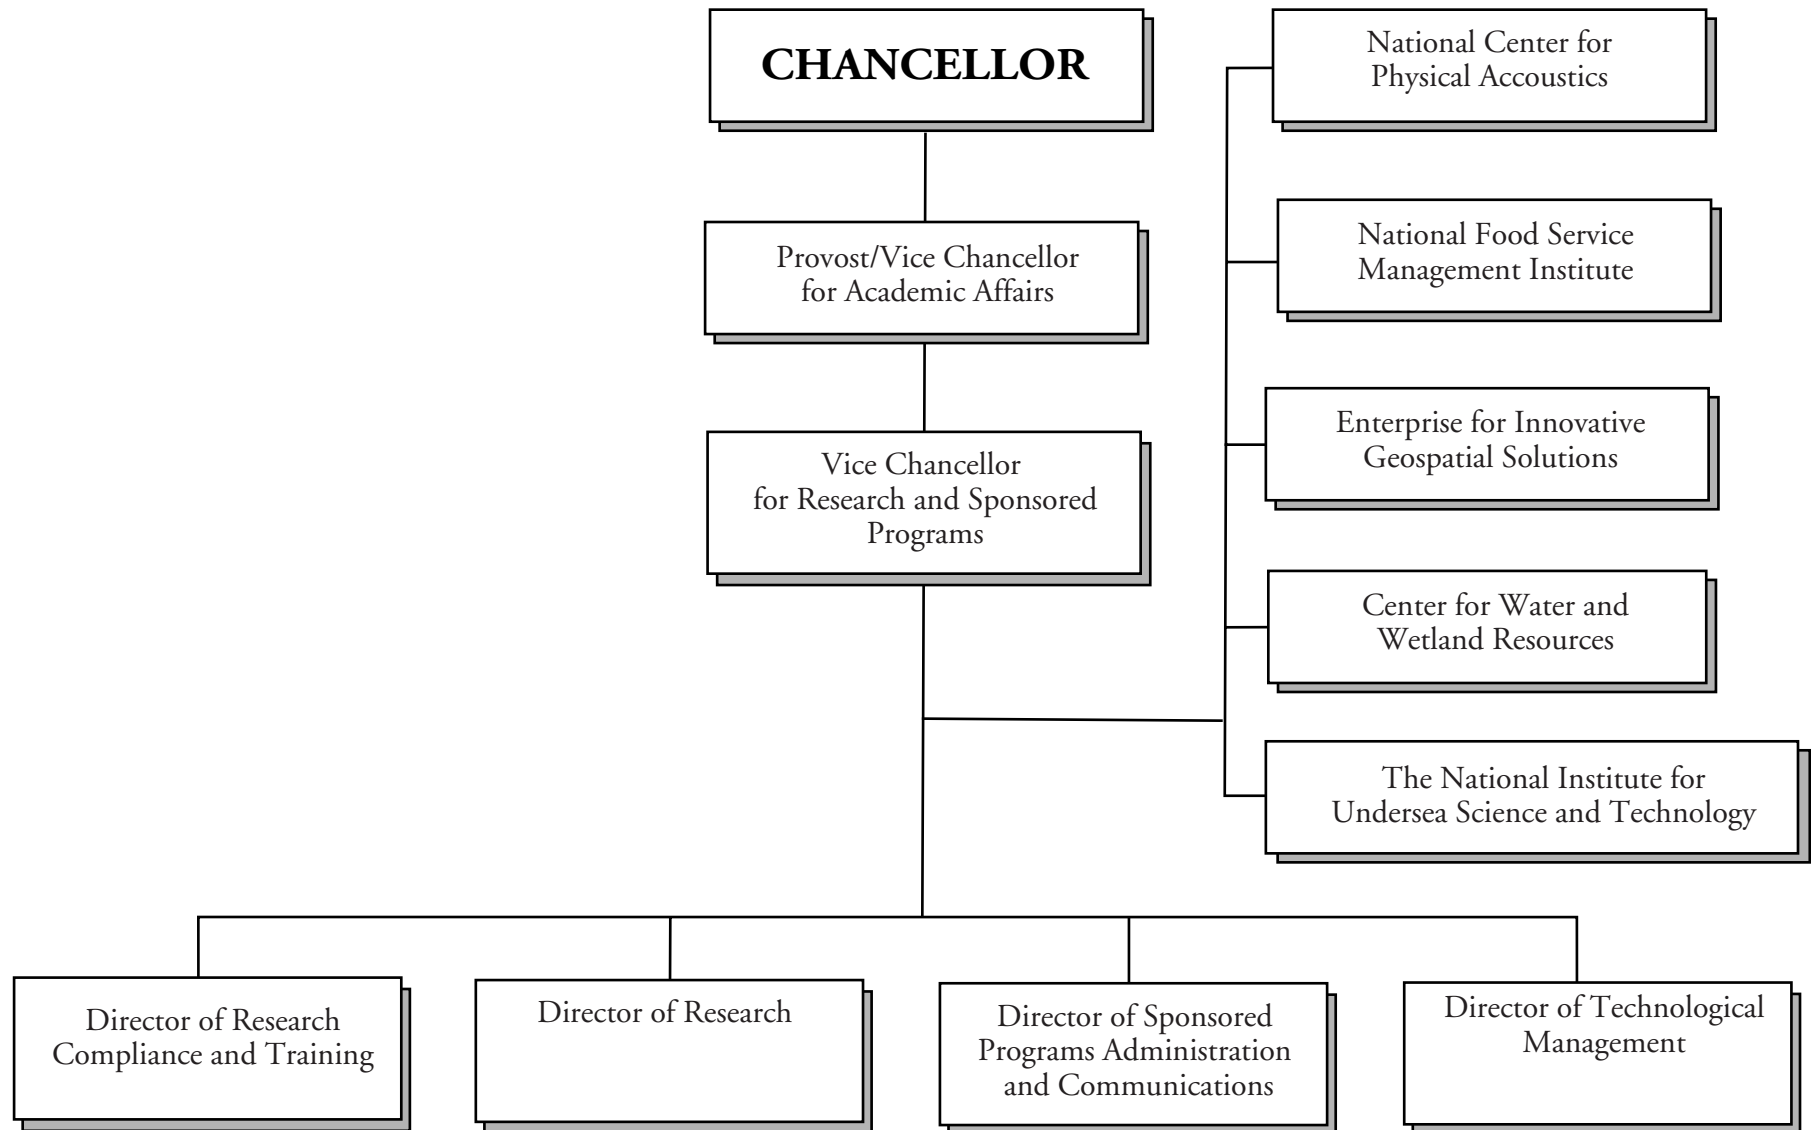 CHANCELLOR
Provost/Vice Chancellor
for Academic Affairs
Vice Chancellor
for Research and Sponsored
Programs
National Center for
Physical Accoustics
National Food Service
Management Institute
Enterprise for Innovative
Geospatial Solutions
Center for Water and
Wetland Resources
The National Institute for
Undersea Science and Technology
Director of Research
Compliance and Training
Director of Research
Director of Sponsored
Programs Administration
and Communications
Director of Technological
Management